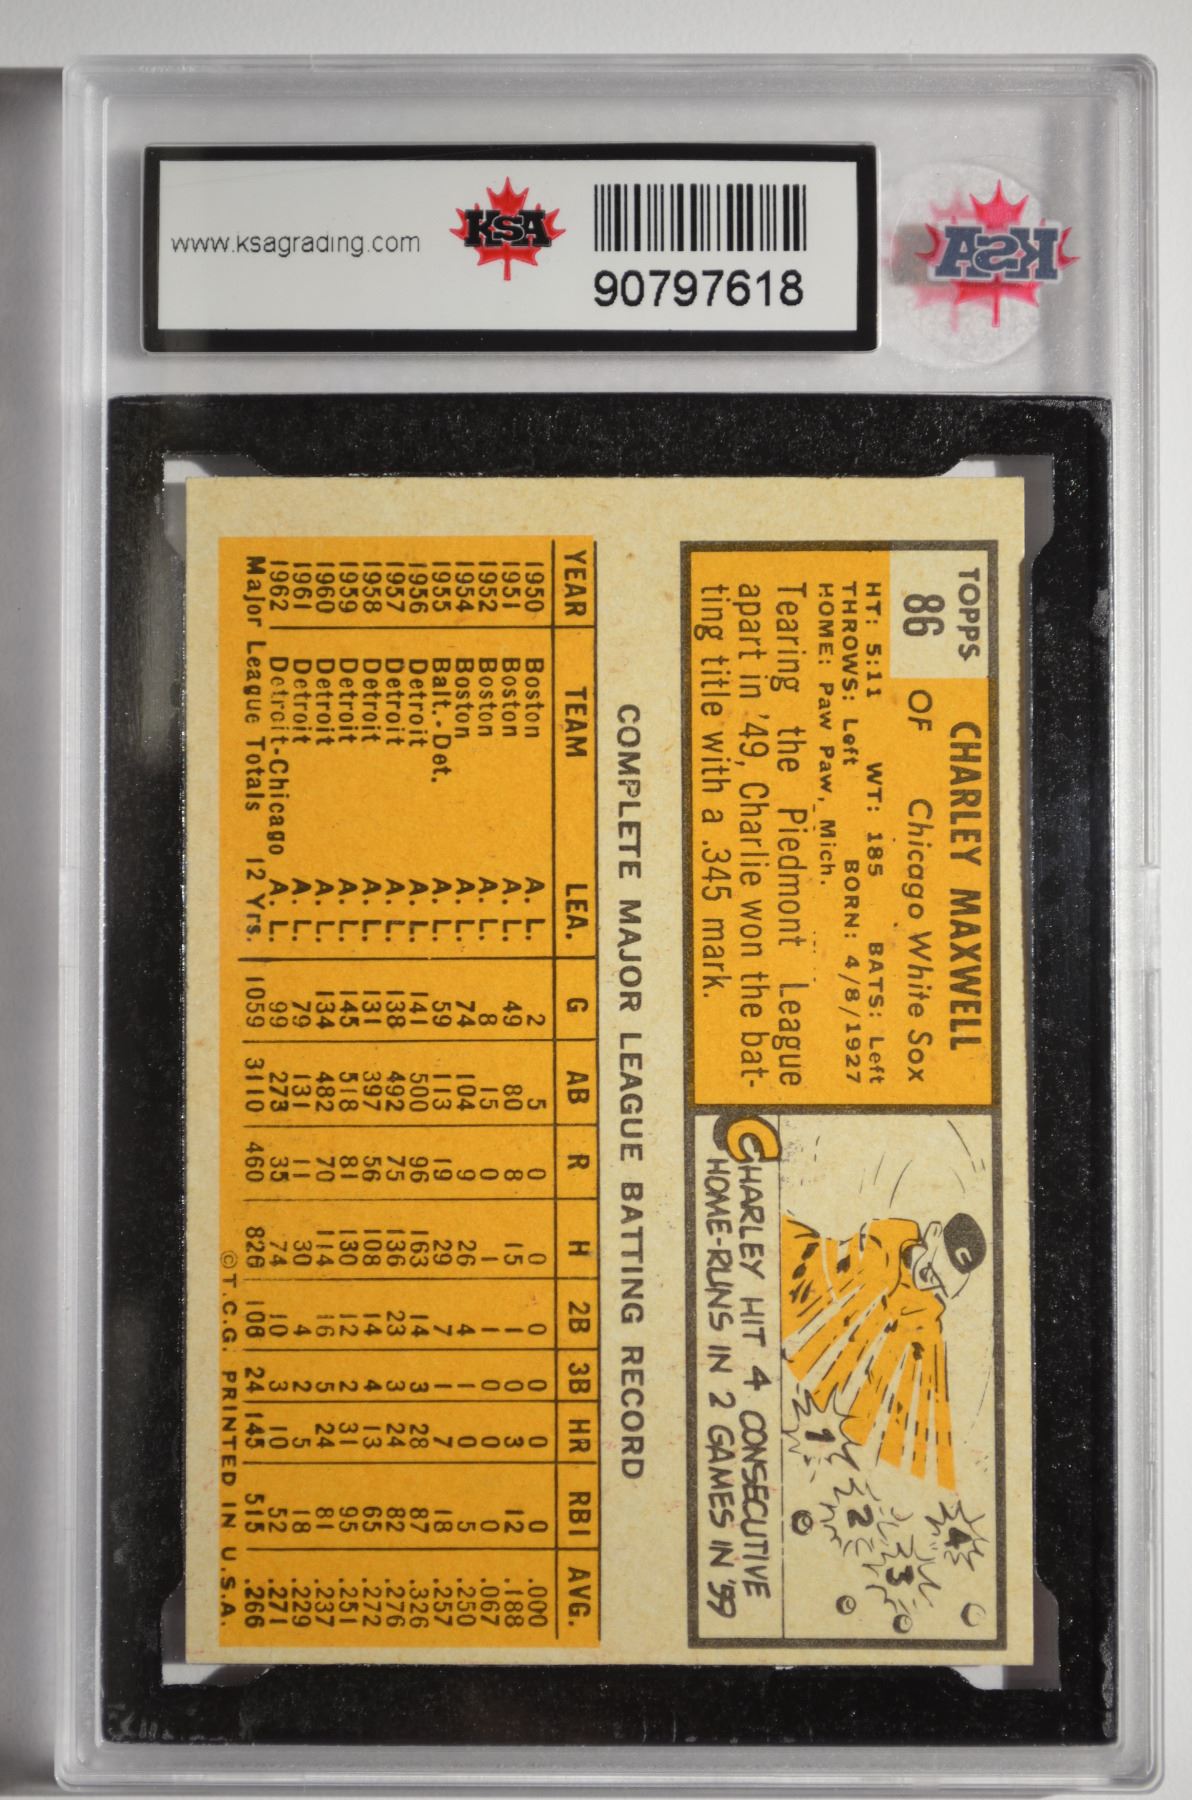 www.ksagrading.com
KSA
90797618
KSA
TOPPS
86
CHARLEY MAXWELL
OF Chicago White Sox
HT: 5:11 WT: 185 BATS: Left
THROWS: Left BORN: 4/8/1927
HOME: Paw Paw, Mich.
Tearing the Piedmont League
apart in '49, Charlie won the bat-
ting title with a .345 mark.
1
2
3
4
C
CHARLEY HIT 4 CONSECUTIVE
HOME-RUNS IN 2 GAMES IN '59
COMPLETE MAJOR LEAGUE BATTING RECORD
YEAR TEAM LEA. G AB R H 2B 3B HR RBI AVG.
1950 Boston A. L. 2 5 0 0 0 0 0 0 .000
1951 Boston A. L. 49 80 8 15 1 0 3 12 .188
1952 Boston A. L. 8 15 0 1 1 0 0 0 .067
1954 Boston A. L. 74 104 9 26 4 1 0 5 .250
1955 Balt.-Det. A. L. 59 113 19 29 7 1 7 18 .257
1956 Detroit A. L. 141 500 96 163 14 3 28 87 .326
1957 Detroit A. L. 138 492 75 136 23 3 24 82 .276
1958 Detroit A. L. 131 397 56 108 14 4 13 65 .272
1959 Detroit A. L. 145 518 81 130 12 2 31 95 .251
1960 Detroit A. L. 134 482 70 114 16 5 24 81 .237
1961 Detroit A. L. 79 131 11 30 4 2 5 18 .229
1962 Detroit-Chicago A. L. 99 273 35 74 10 3 10 52 .271
Major League Totals 12 Yrs. 1059 3110 460 826 106 24 145 515 .266
©T.C.G. PRINTED IN U.S.A.